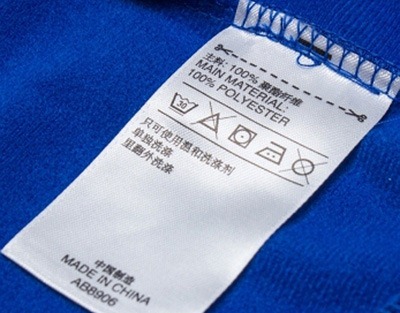 主料: 100% 聚酯纤维
MAIN MATERIAL:
100% POLYESTER
30
只可使用温和洗涤剂
单独洗涤
里翻外洗涤
中国制造
MADE IN CHINA
AB8906